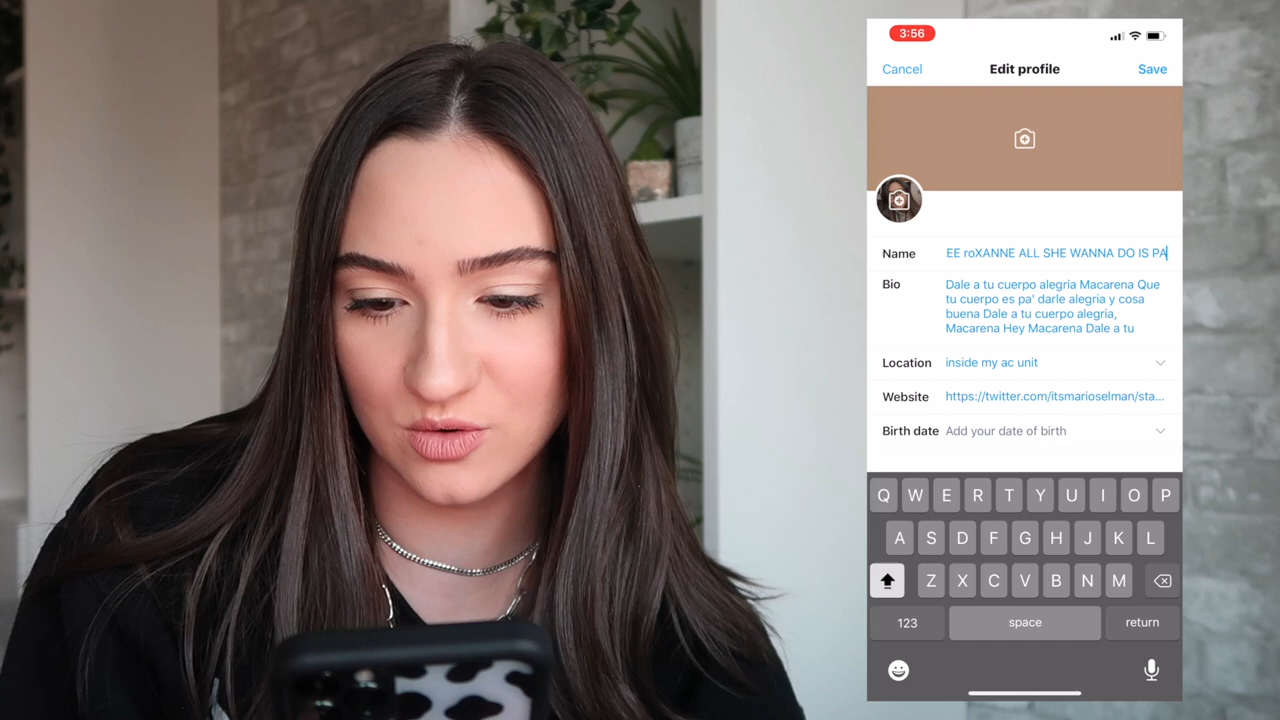 3:56
Cancel Edit profile Save
Name EE roXANNE ALL SHE WANNA DO IS PA
Bio Dale a tu cuerpo alegria Macarena Que
tu cuerpo es pa' darle alegria y cosa
buena Dale a tu cuerpo alegria,
Macarena Hey Macarena Dale a tu
Location inside my ac unit
Website https://twitter.com/itsmarioselman/sta...
Birth date Add your date of birth
Q W E R T Y U I O P
A S D F G H J K L
Z X C V B N M
123 space return